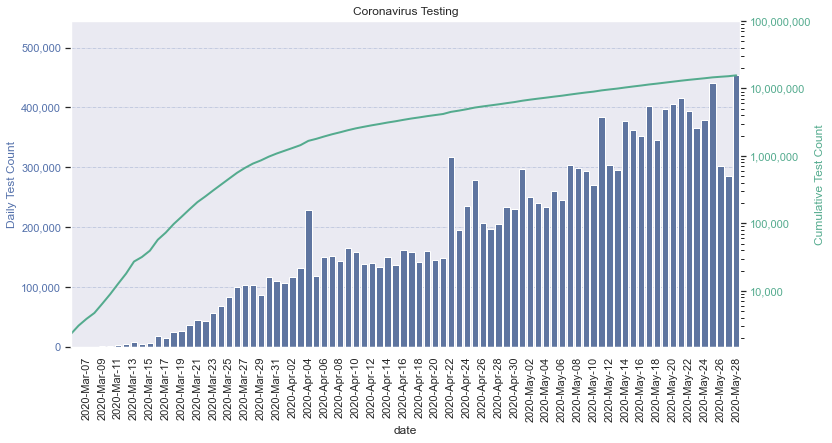 Coronavirus Testing
Daily Test Count
500,000
400,000
300,000
200,000
100,000
0
100,000,000
10,000,000
1,000,000
100,000
10,000
Cumulative Test Count
2020-Mar-07
2020-Mar-09
2020-Mar-11
2020-Mar-13
2020-Mar-15
2020-Mar-17
2020-Mar-19
2020-Mar-21
2020-Mar-23
2020-Mar-25
2020-Mar-27
2020-Mar-29
2020-Mar-31
2020-Apr-02
2020-Apr-04
2020-Apr-06
2020-Apr-08
2020-Apr-10
2020-Apr-12
2020-Apr-14
2020-Apr-16
2020-Apr-18
2020-Apr-20
2020-Apr-22
2020-Apr-24
2020-Apr-26
2020-Apr-28
2020-Apr-30
2020-May-02
2020-May-04
2020-May-06
2020-May-08
2020-May-10
2020-May-12
2020-May-14
2020-May-16
2020-May-18
2020-May-20
2020-May-22
2020-May-24
2020-May-26
2020-May-28
date